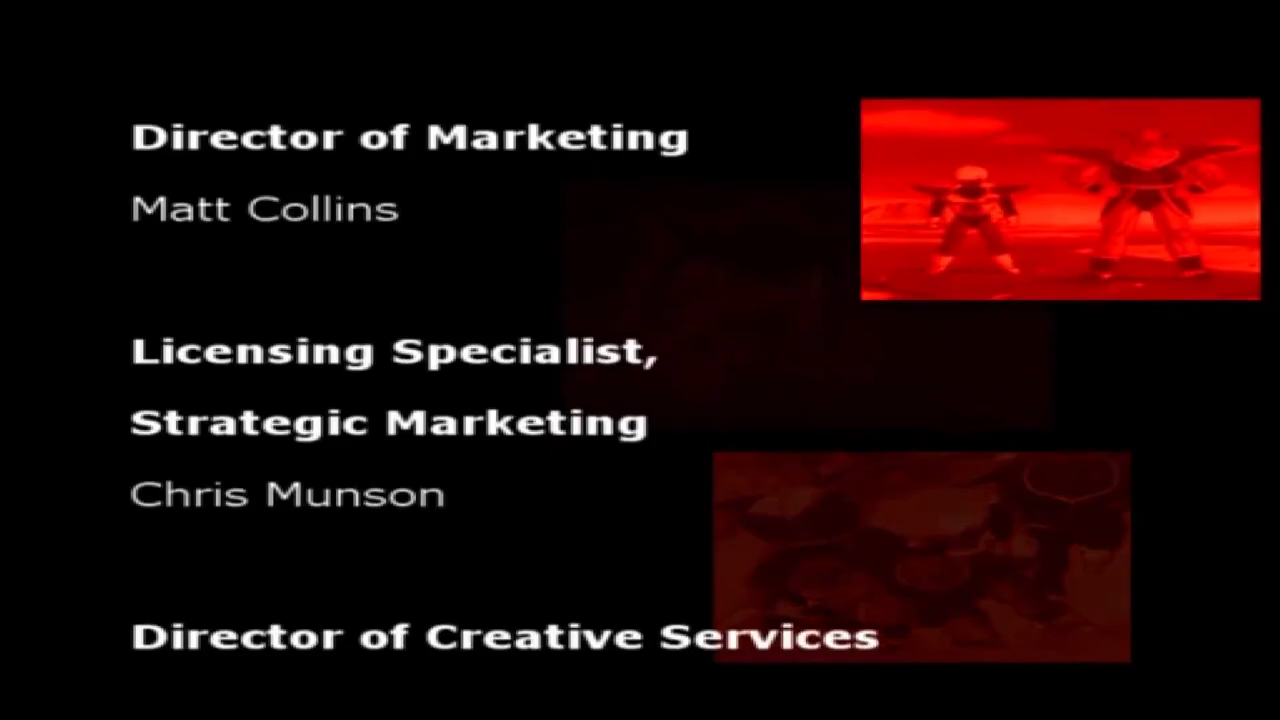 Director of Marketing
Matt Collins
Licensing Specialist,
Strategic Marketing
Chris Munson
Director of Creative Services